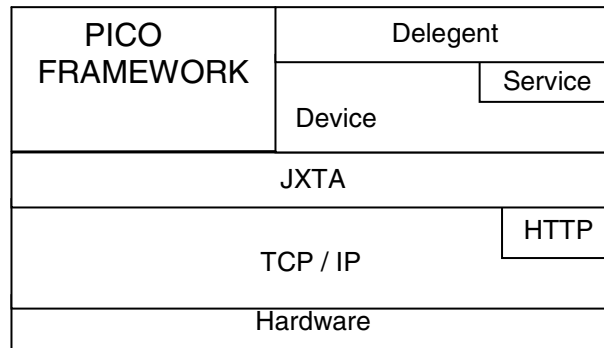 PICO
FRAMEWORK
Delegent
Service
Device
JXTA
HTTP
TCP / IP
Hardware